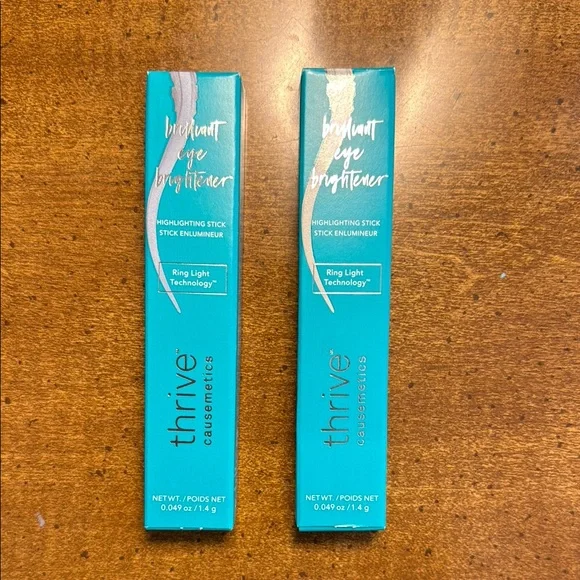 brilliant
eye
brightener
HIGHLIGHTING STICK
STICK ENLUMINEUR
Ring Light
Technology™
thrive™
causemetics
NET WT. / POIDS NET
0.049 oz / 1.4 g
brilliant
eye
brightener
HIGHLIGHTING STICK
STICK ENLUMINEUR
Ring Light
Technology™
thrive™
causemetics
NET WT. / POIDS NET
0.049 oz / 1.4 g